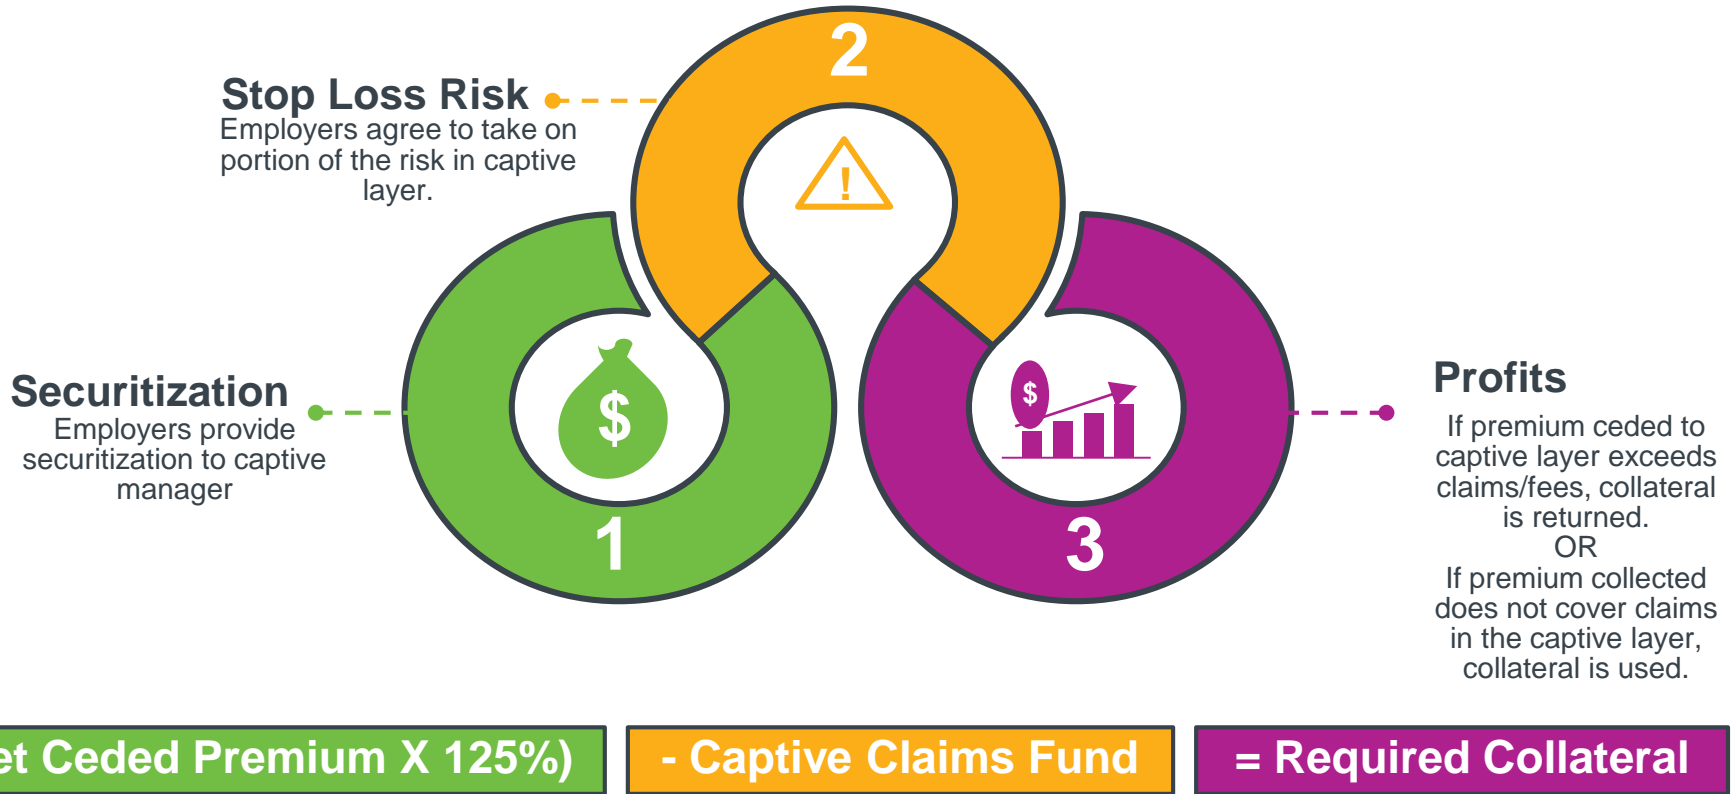 2
Stop Loss Risk
Employers agree to take on
portion of the risk in captive
layer.
!
Securitization
Employers provide
securitization to captive
manager
$
1
$
3
Profits
If premium ceded to
captive layer exceeds
claims/fees, collateral
is returned.
OR
If premium collected
does not cover claims
in the captive layer,
collateral is used.
Ceded Premium X 125%)
- Captive Claims Fund
= Required Collateral